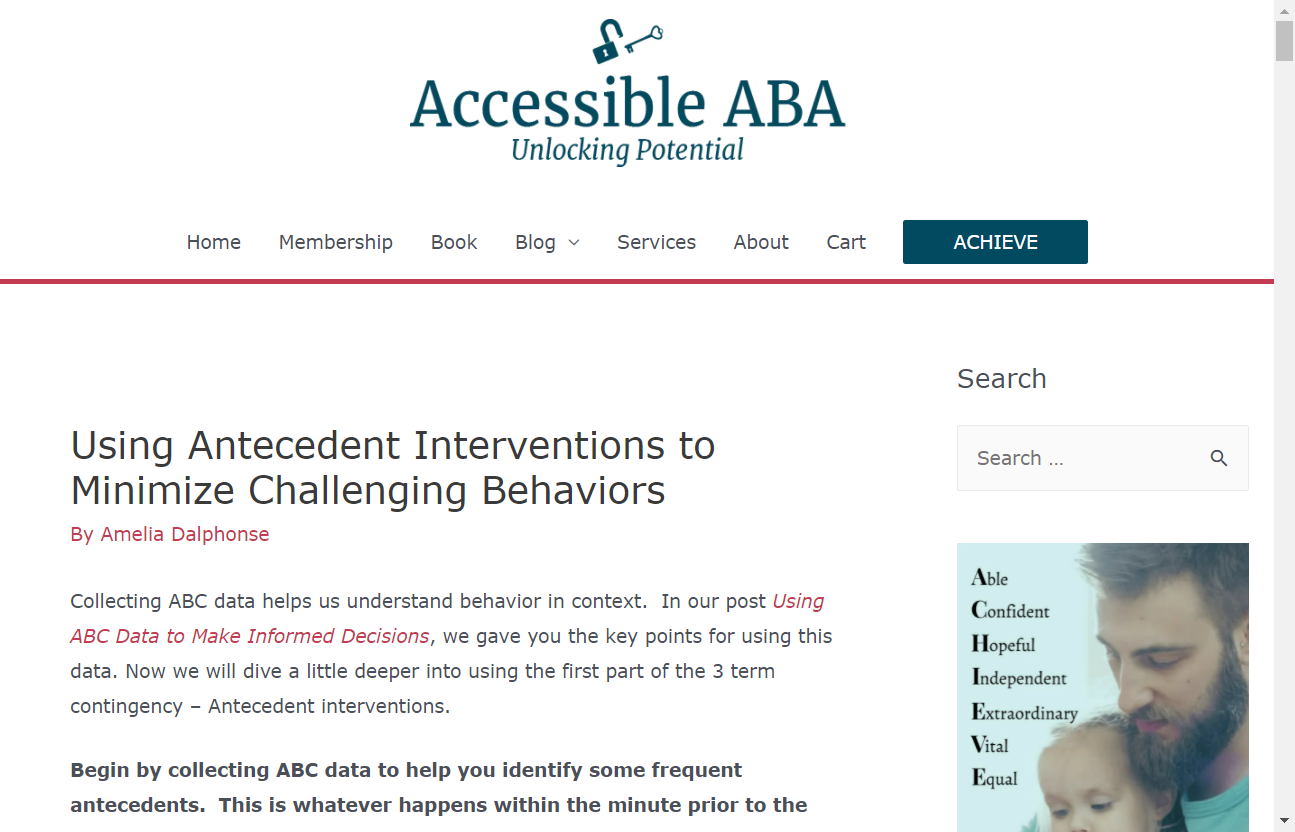 Accessible ABA
Unlocking Potential
Home Membership Book Blog Services About Cart ACHIEVE
Using Antecedent Interventions to
Minimize Challenging Behaviors
By Amelia Dalphonse
Collecting ABC data helps us understand behavior in context.  In our post Using
ABC Data to Make Informed Decisions, we gave you the key points for using this
data. Now we will dive a little deeper into using the first part of the 3 term
contingency – Antecedent interventions.
Begin by collecting ABC data to help you identify some frequent
antecedents.  This is whatever happens within the minute prior to the
Search
Search ...
Able
Confident
Hopeful
Independent
Extraordinary
Vital
Equal